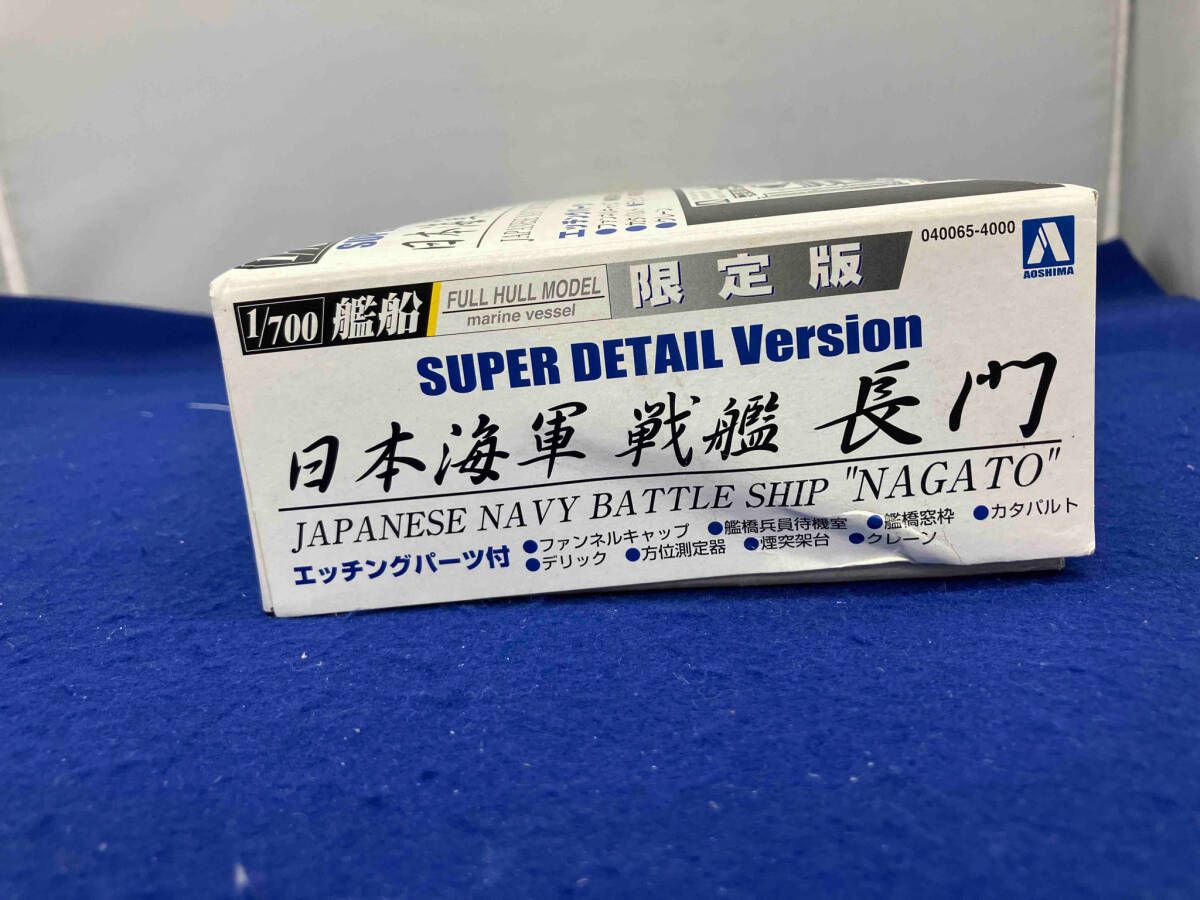 1/700 艦船 FULL HULL MODEL
marine vessel
限定版
040065-4000
AOSHIMA
SUPER DETAIL Version
日本海軍 戦艦 長門
JAPANESE NAVY BATTLE SHIP "NAGATO"
エッチングパーツ付
●ファンネルキャップ ●艦橋兵員待機室 ●艦橋窓枠 ●カタパルト
●デリック ●方位測定器 ●煙突架台 ●クレーン